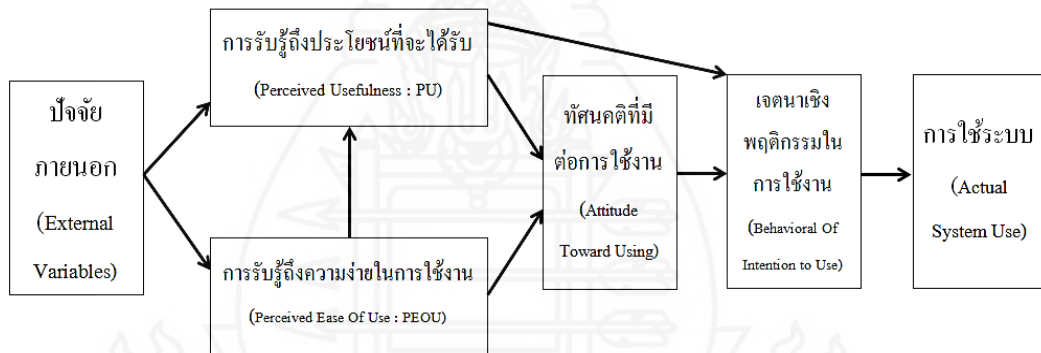 ปัจจัย
ภายนอก
(External
Variables)
การรับรู้ถึงประโยชน์ที่จะได้รับ
(Perceived Usefulness : PU)
การรับรู้ถึงความง่ายในการใช้งาน
(Perceived Ease Of Use : PEOU)
ทัศนคติที่มี
ต่อการใช้งาน
(Attitude
Toward Using)
เจตนาเชิง
พฤติกรรมใน
การใช้งาน
(Behavioral Of
Intention to Use)
การใช้ระบบ
(Actual
System Use)